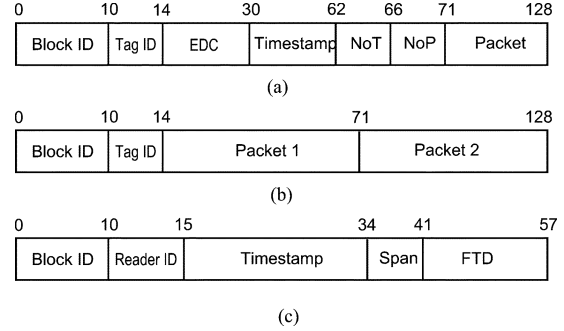 0 10 14 30 62 66 71 128
Block ID Tag ID EDC Timestamp NoT NoP Packet
(a)
0 10 14 71 128
Block ID Tag ID Packet 1 Packet 2
(b)
0 10 15 34 41 57
Block ID Reader ID Timestamp Span FTD
(c)